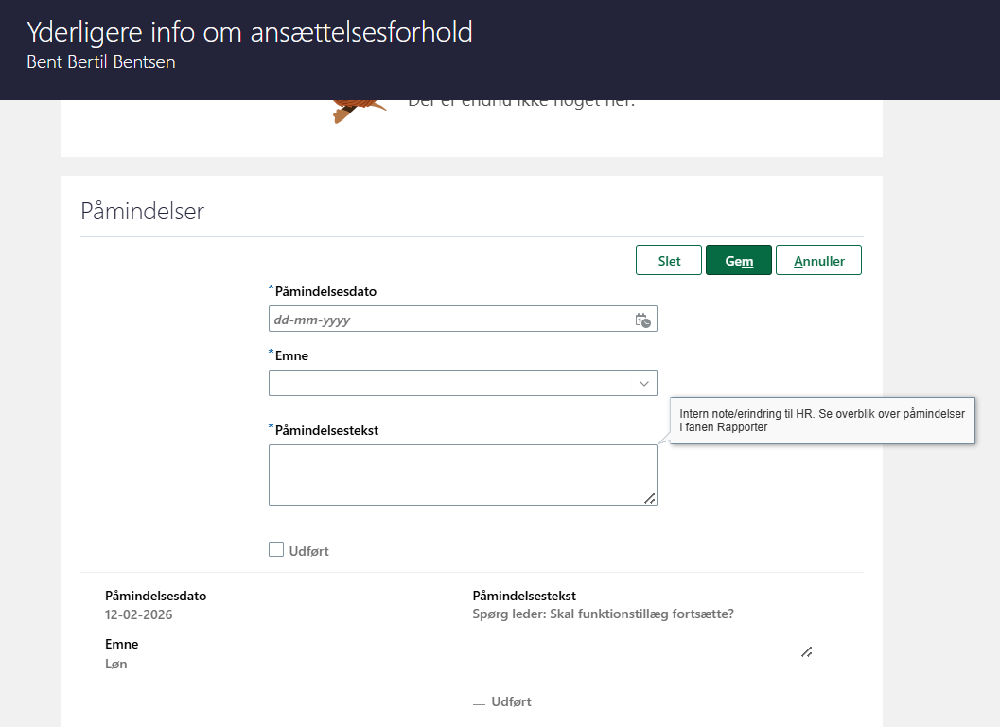 Yderligere info om ansættelsesforhold
Bent Bertil Bentsen
Der er endnu ikke noget her.
Påmindelser
Slet
Gem
Annuller
*Påmindelsesdato
dd-mm-yyyy
*Emne
Intern note/erindring til HR. Se overblik over påmindelser
i fanen Rapporter
*Påmindelsestekst
Udført
Påmindelsesdato
12-02-2026
Påmindelsestekst
Spørg leder: Skal funktionstillæg fortsætte?
Emne
Løn
Udført